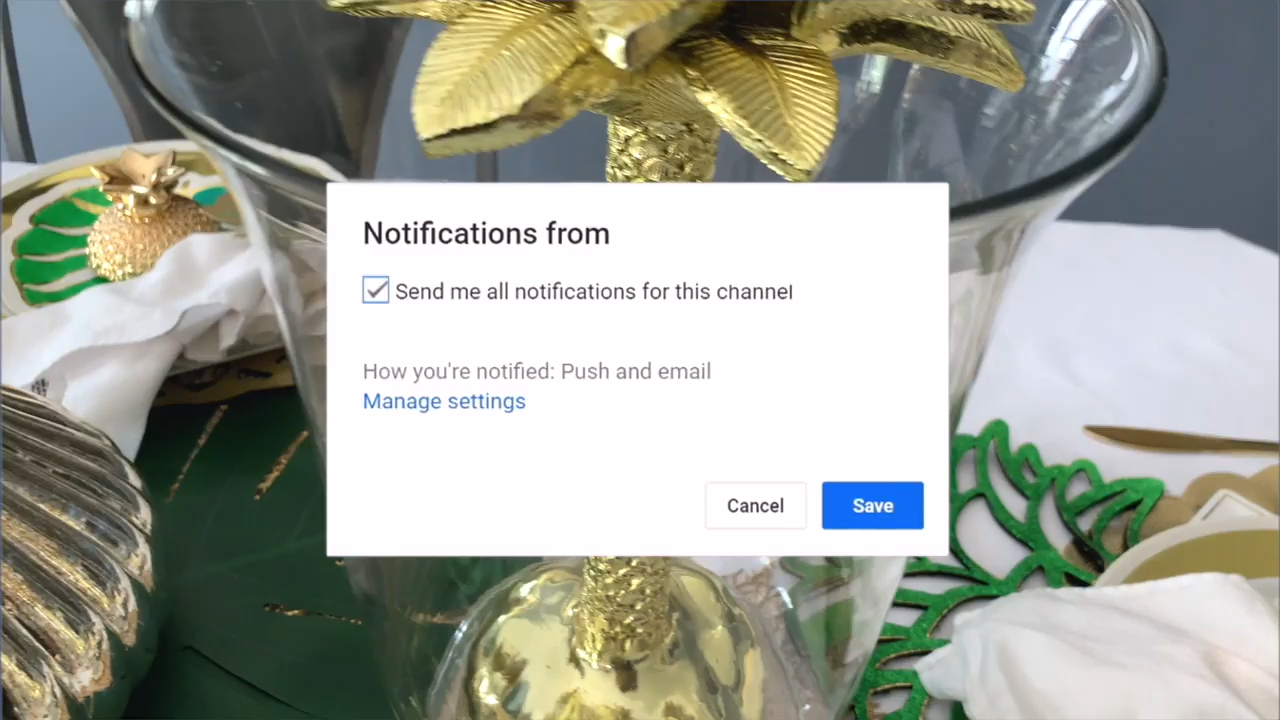 Notifications from
Send me all notifications for this channel
How you're notified: Push and email
Manage settings
Cancel
Save